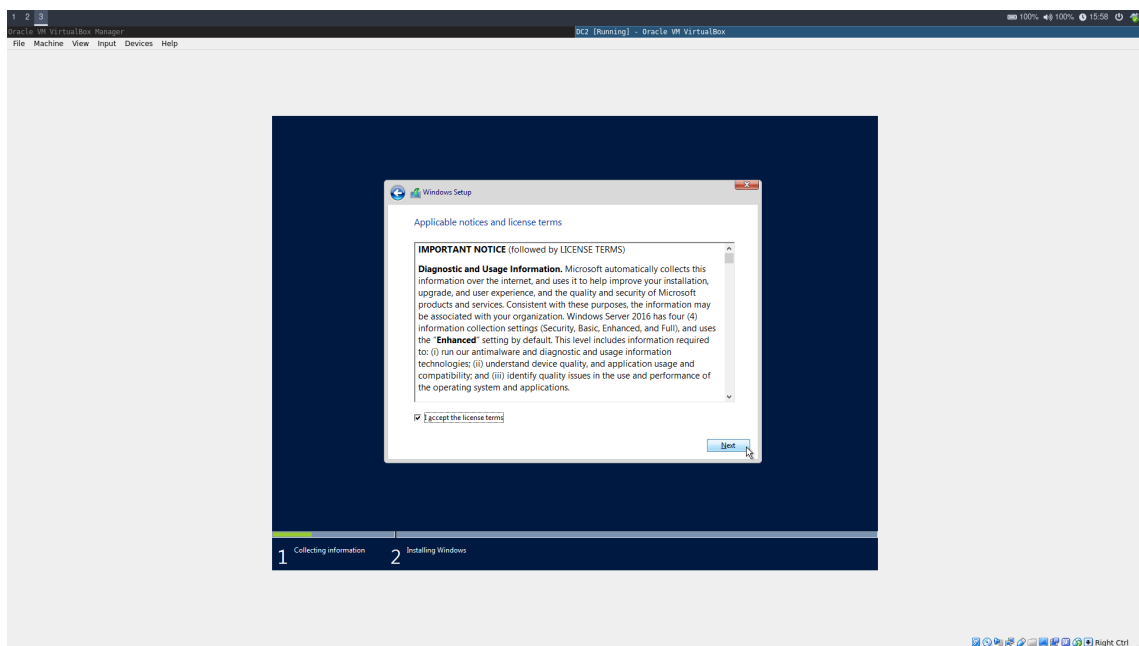 1 2 3
100% 100% 15:58
Oracle VM VirtualBox Manager
DC2 [Running] - Oracle VM VirtualBox
File Machine View Input Devices Help
Windows Setup
Applicable notices and license terms
IMPORTANT NOTICE (followed by LICENSE TERMS)
Diagnostic and Usage Information. Microsoft automatically collects this
information over the internet, and uses it to help improve your installation,
upgrade, and user experience, and the quality and security of Microsoft
products and services. Consistent with these purposes, the information may
be associated with your organization. Windows Server 2016 has four (4)
information collection settings (Security, Basic, Enhanced, and Full), and uses
the "Enhanced" setting by default. This level includes information required
to: (i) run our antimalware and diagnostic and usage information
technologies; (ii) understand device quality, and application usage and
compatibility; and (iii) identify quality issues in the use and performance of
the operating system and applications.
I accept the license terms
Next
1 Collecting information 2 Installing Windows
Right Ctrl